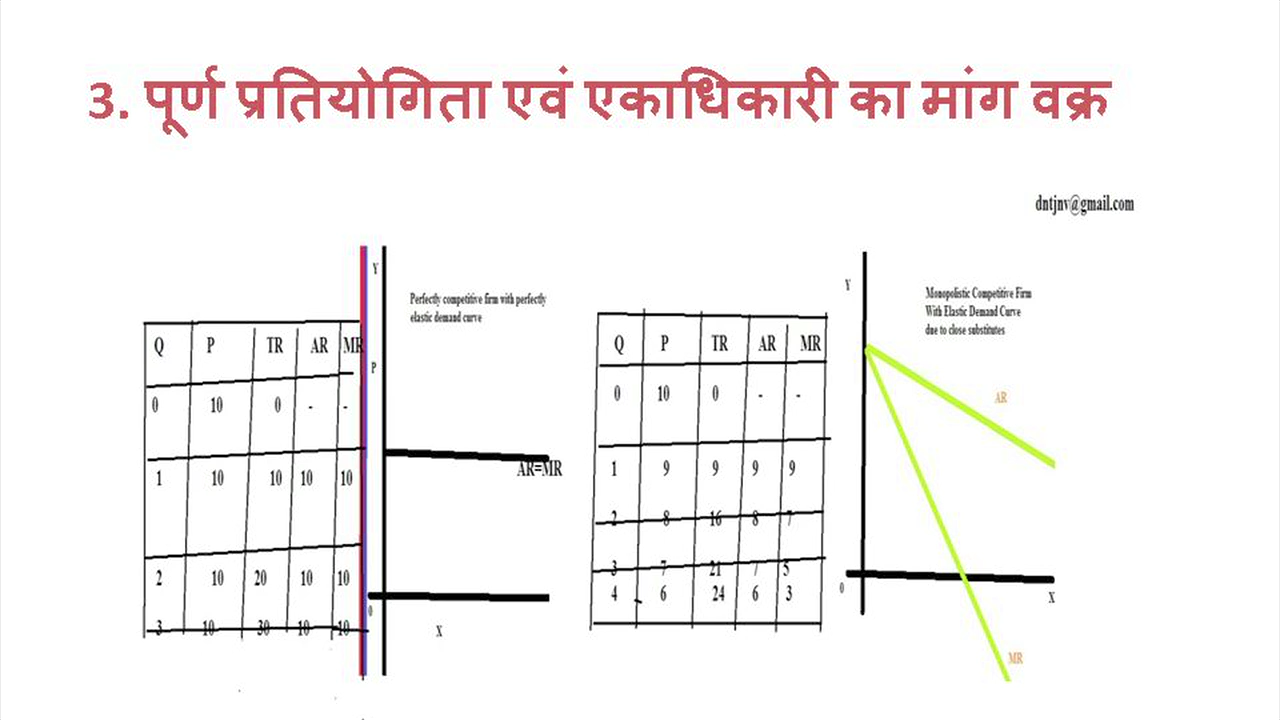 3. पूर्ण प्रतियोगिता एवं एकाधिकारी का मांग वक्र
dntjnv@gmail.com
Y
Perfectly competitive firm with perfectly
elastic demand curve
Q P TR AR MR
P
0 10 0 - -
1 10 10 10 10
AR=MR
2 10 20 10 10
3 10 30 10 10
0
X
Y
Monopolistic Competitive Firm
With Elastic Demand Curve
due to close substitutes
Q P TR AR MR
0 10 0 - -
AR
1 9 9 9 9
2 8 16 8 7
3 7 21 7 5
4 6 24 6 3
0
X
MR